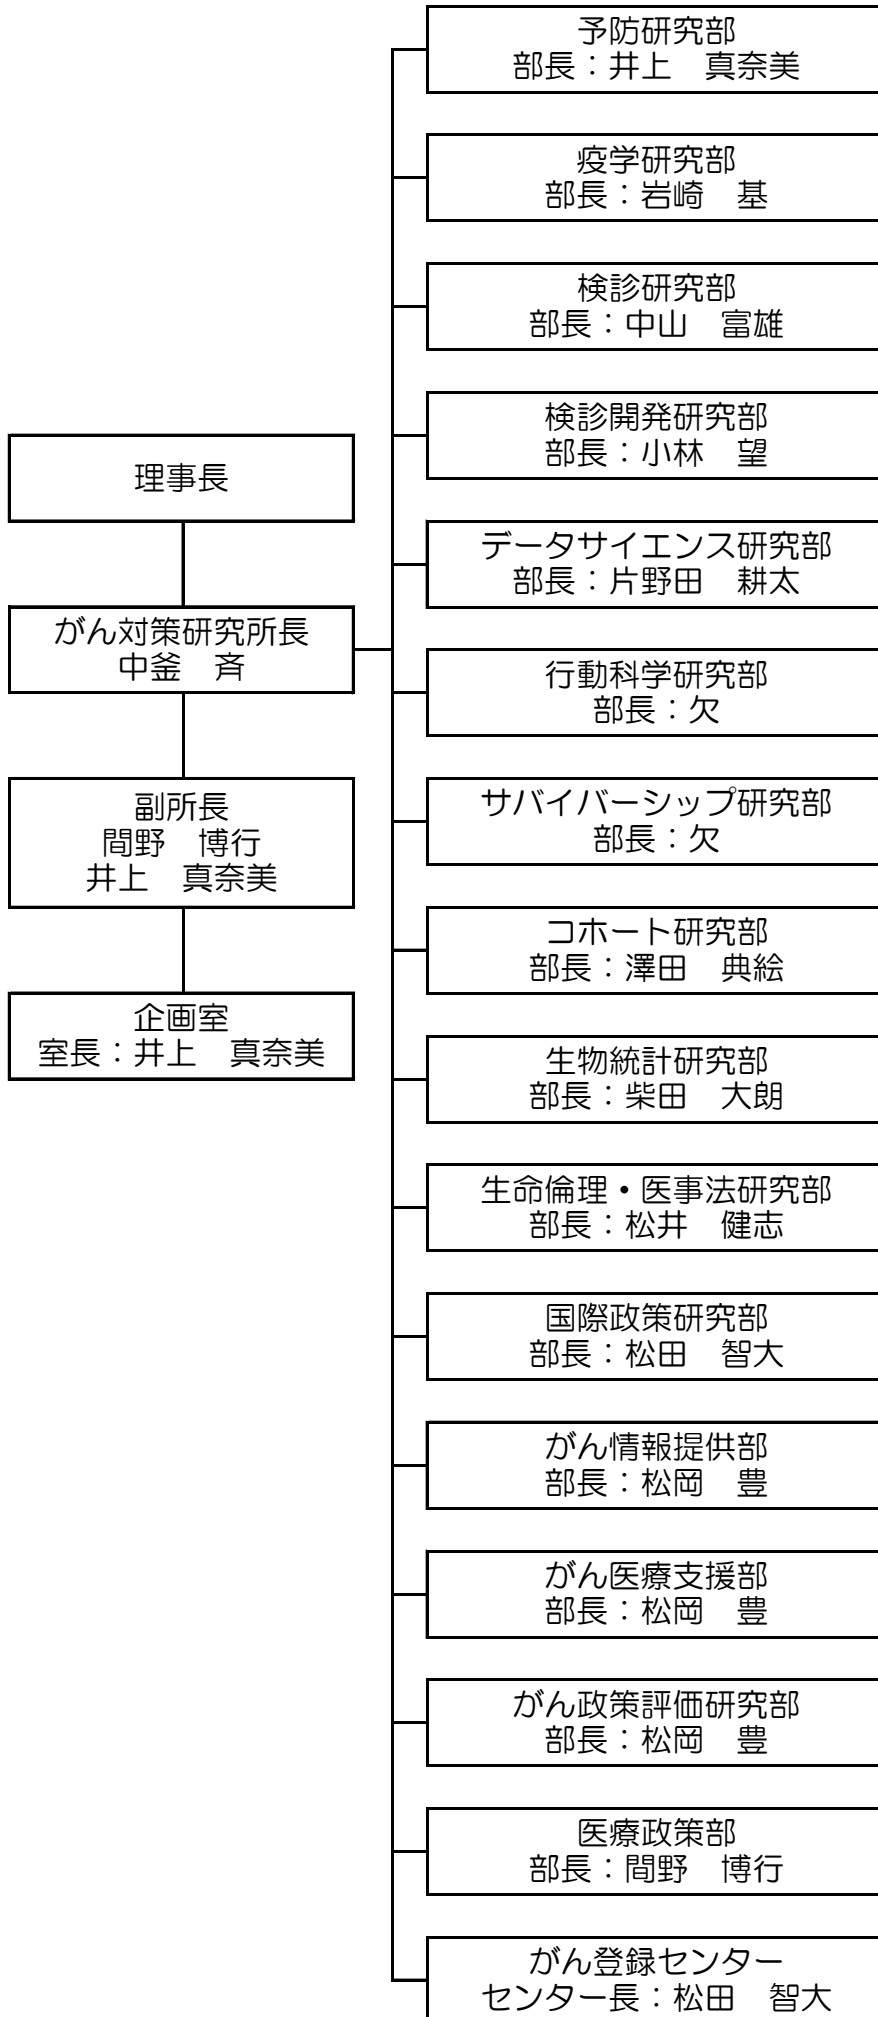 理事長
がん対策研究所長
中釜　斉
副所長
間野　博行
井上　真奈美
企画室
室長：井上　真奈美
予防研究部
部長：井上　真奈美
疫学研究部
部長：岩崎　基
検診研究部
部長：中山　富雄
検診開発研究部
部長：小林　望
データサイエンス研究部
部長：片野田　耕太
行動科学研究部
部長：欠
サバイバーシップ研究部
部長：欠
コホート研究部
部長：澤田　典絵
生物統計研究部
部長：柴田　大朗
生命倫理・医事法研究部
部長：松井　健志
国際政策研究部
部長：松田　智大
がん情報提供部
部長：松岡　豊
がん医療支援部
部長：松岡　豊
がん政策評価研究部
部長：松岡　豊
医療政策部
部長：間野　博行
がん登録センター
センター長：松田　智大